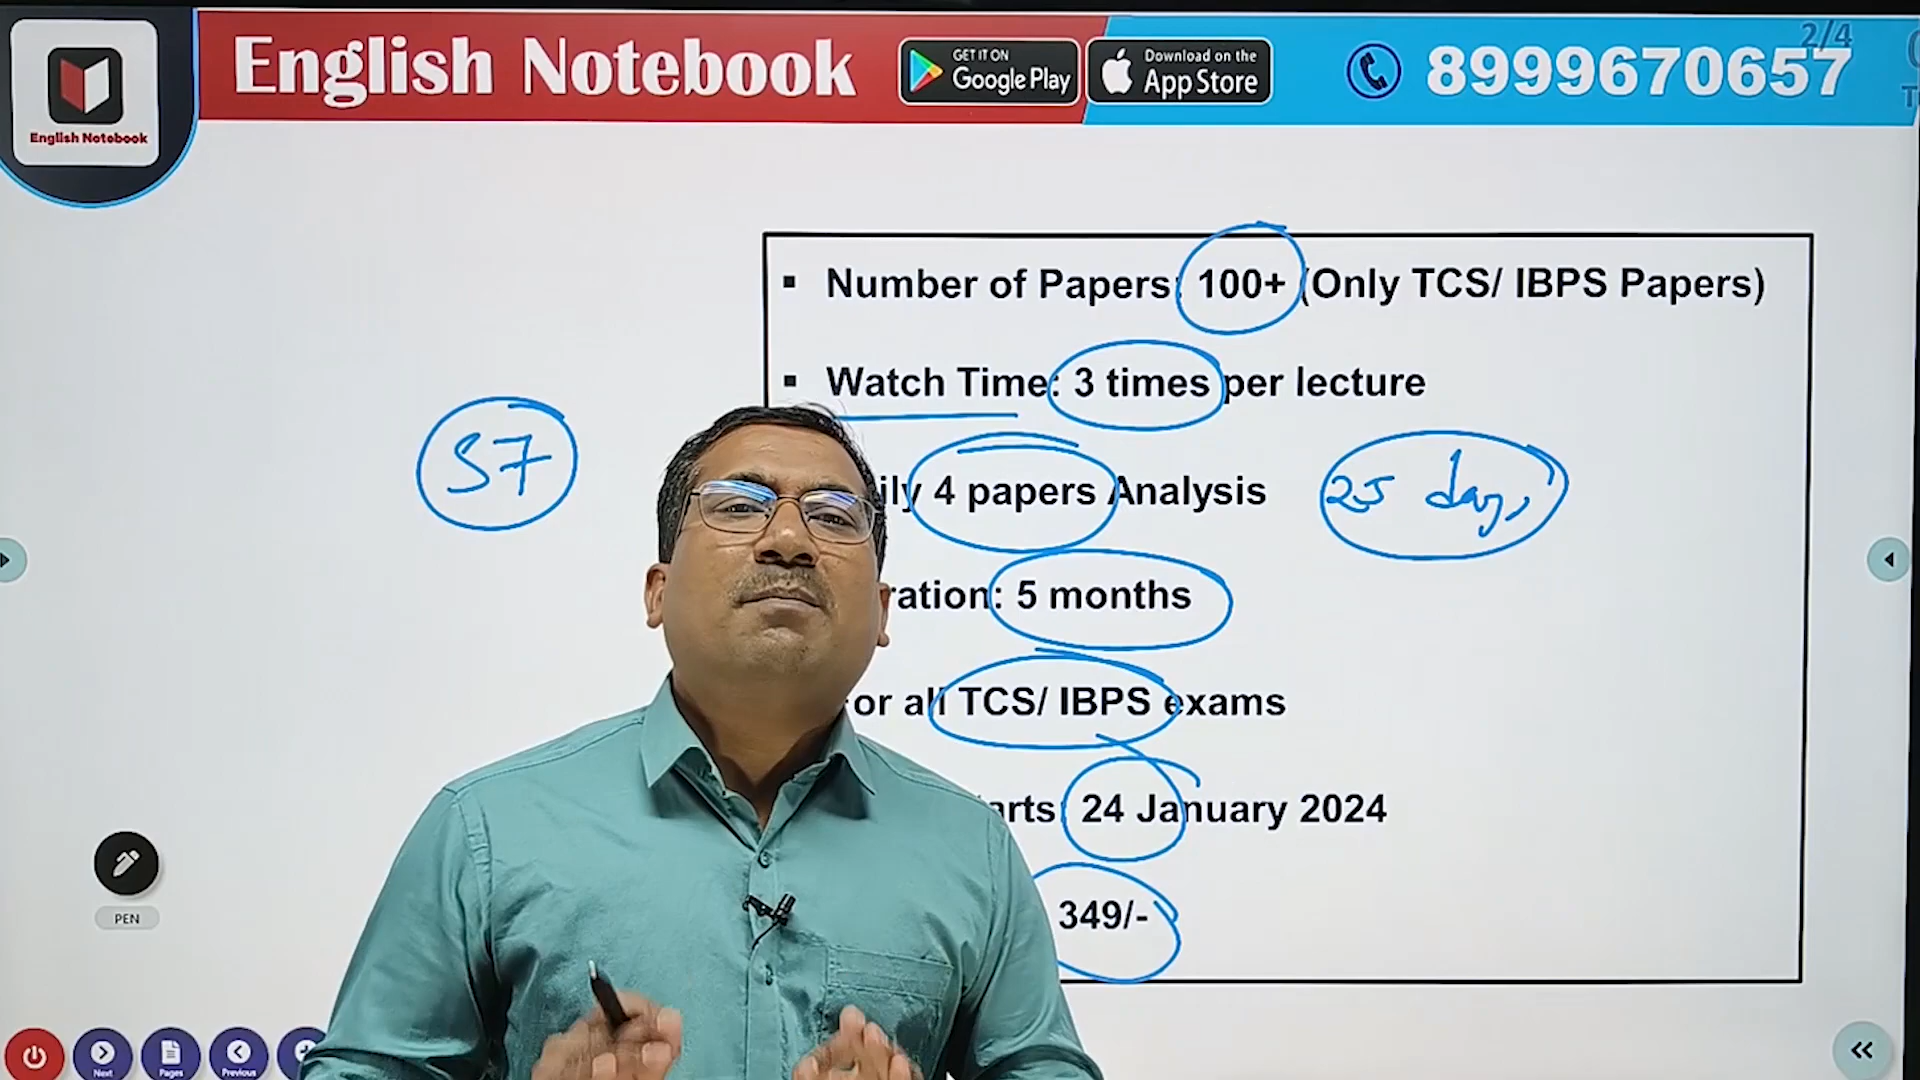 English Notebook
GET IT ON
Google Play
Download on the
App Store
8999670657
2/4
English Notebook
▪ Number of Papers: 100+ (Only TCS/ IBPS Papers)
▪ Watch Time: 3 times per lecture
57
ily 4 papers Analysis
25 days
ration: 5 months
or all TCS/ IBPS exams
arts: 24 January 2024
349/-
PEN
Next
Pages
Previous